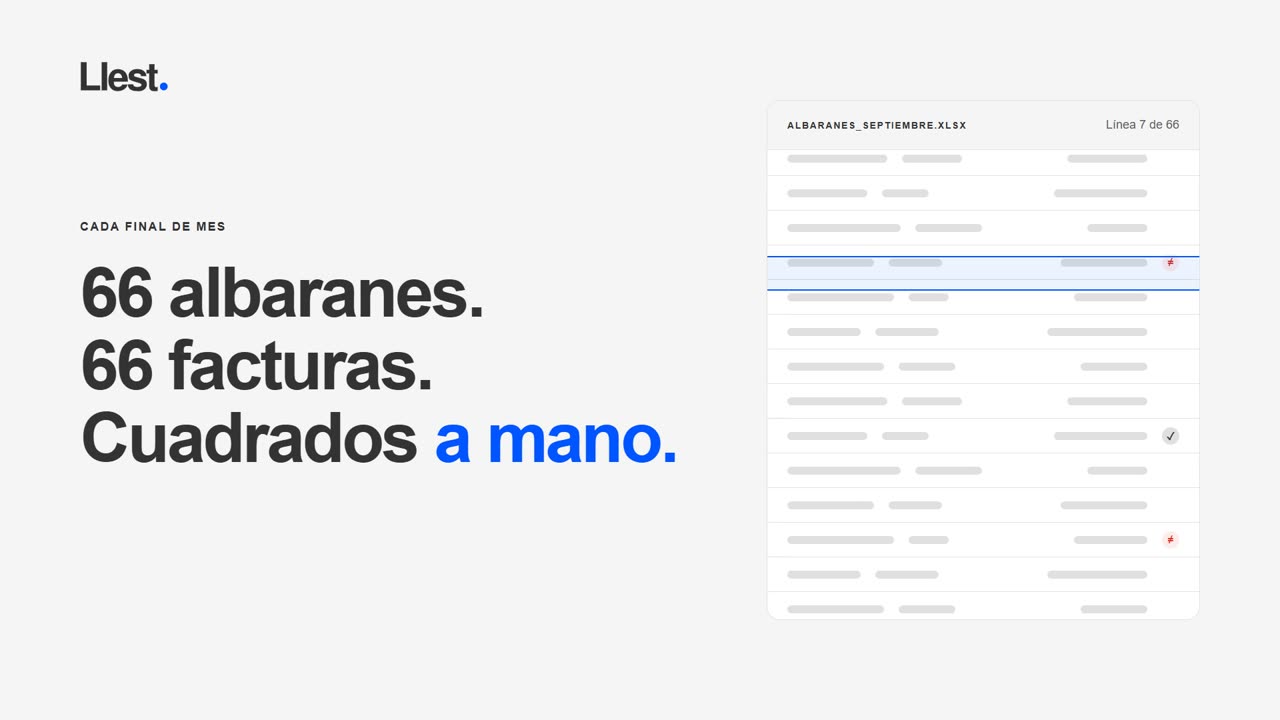 Llest.
CADA FINAL DE MES
66 albaranes.
66 facturas.
Cuadrados a mano.
ALBARANES_SEPTIEMBRE.XLSX
Línea 7 de 66
≠
✓
≠